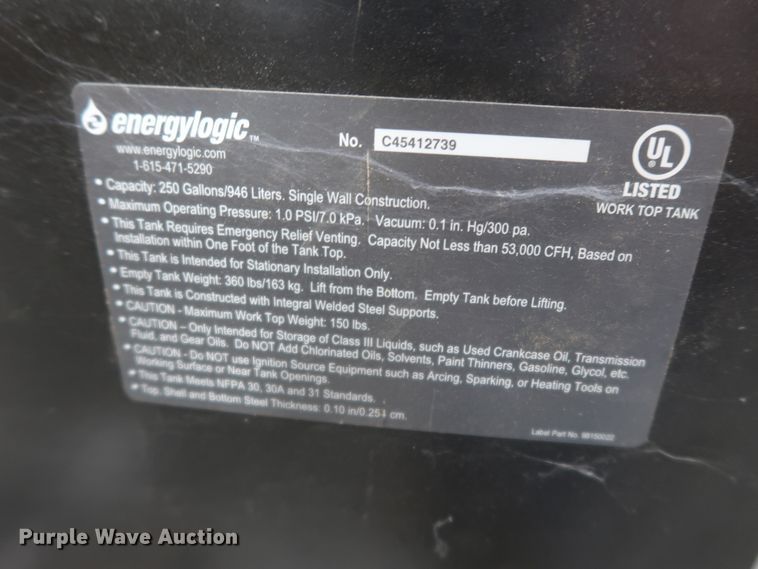 energylogic™
www.energylogic.com
1-615-471-5290
No. C45412739
UL
LISTED
WORK TOP TANK
• Capacity: 250 Gallons/946 Liters. Single Wall Construction.
• Maximum Operating Pressure: 1.0 PSI/7.0 kPa. Vacuum: 0.1 in. Hg/300 pa.
• This Tank Requires Emergency Relief Venting. Capacity Not Less than 53,000 CFH, Based on
Installation within One Foot of the Tank Top.
• This Tank is Intended for Stationary Installation Only.
• Empty Tank Weight: 360 lbs/163 kg. Lift from the Bottom. Empty Tank before Lifting.
• This Tank is Constructed with Integral Welded Steel Supports.
• CAUTION - Maximum Work Top Weight: 150 lbs.
• CAUTION – Only Intended for Storage of Class III Liquids, such as Used Crankcase Oil, Transmission
Fluid, and Gear Oils. Do NOT Add Chlorinated Oils, Solvents, Paint Thinners, Gasoline, Glycol, etc.
• CAUTION - Do NOT use Ignition Source Equipment such as Arcing, Sparking, or Heating Tools on
Working Surface or Near Tank Openings.
• This Tank Meets NFPA 30, 30A and 31 Standards.
• Top, Shell and Bottom Steel Thickness: 0.10 in/0.254 cm.
Label Part No. 98150022
Purple Wave Auction